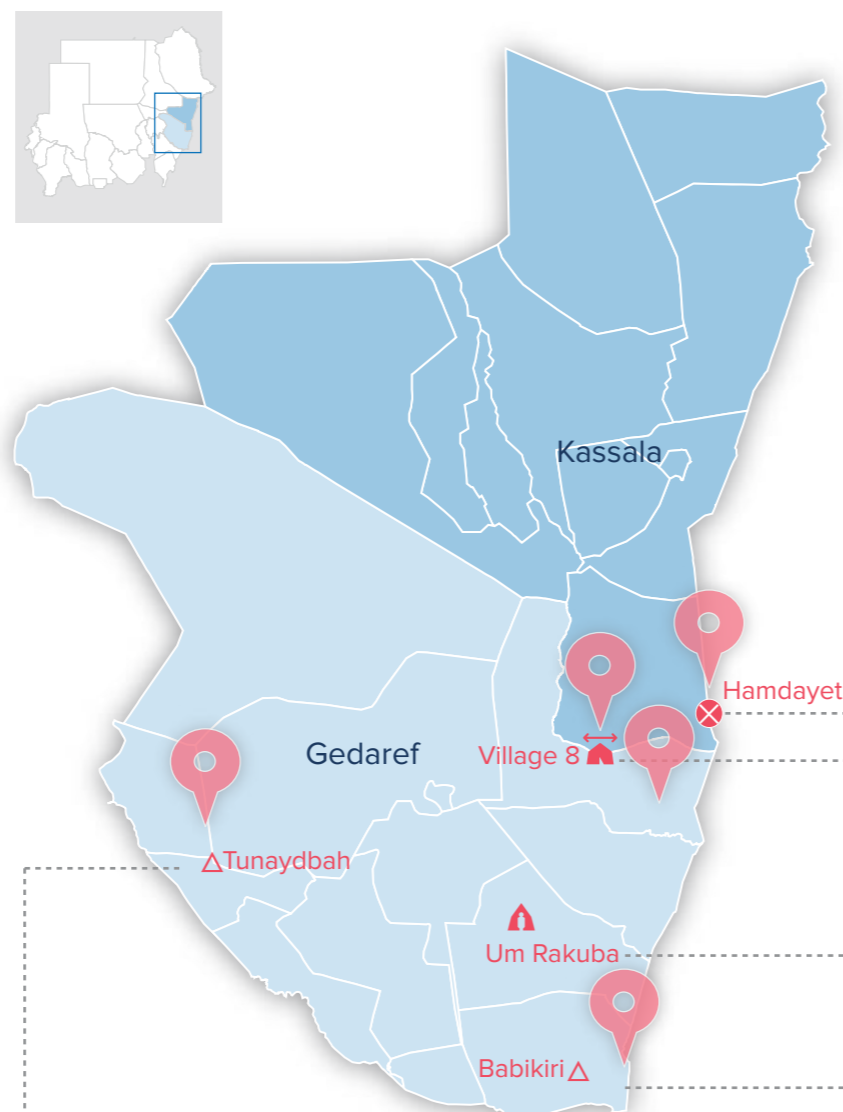 Kassala
Hamdayet
Gedaref
Village 8
Tunaydbah
Um Rakuba
Babikiri